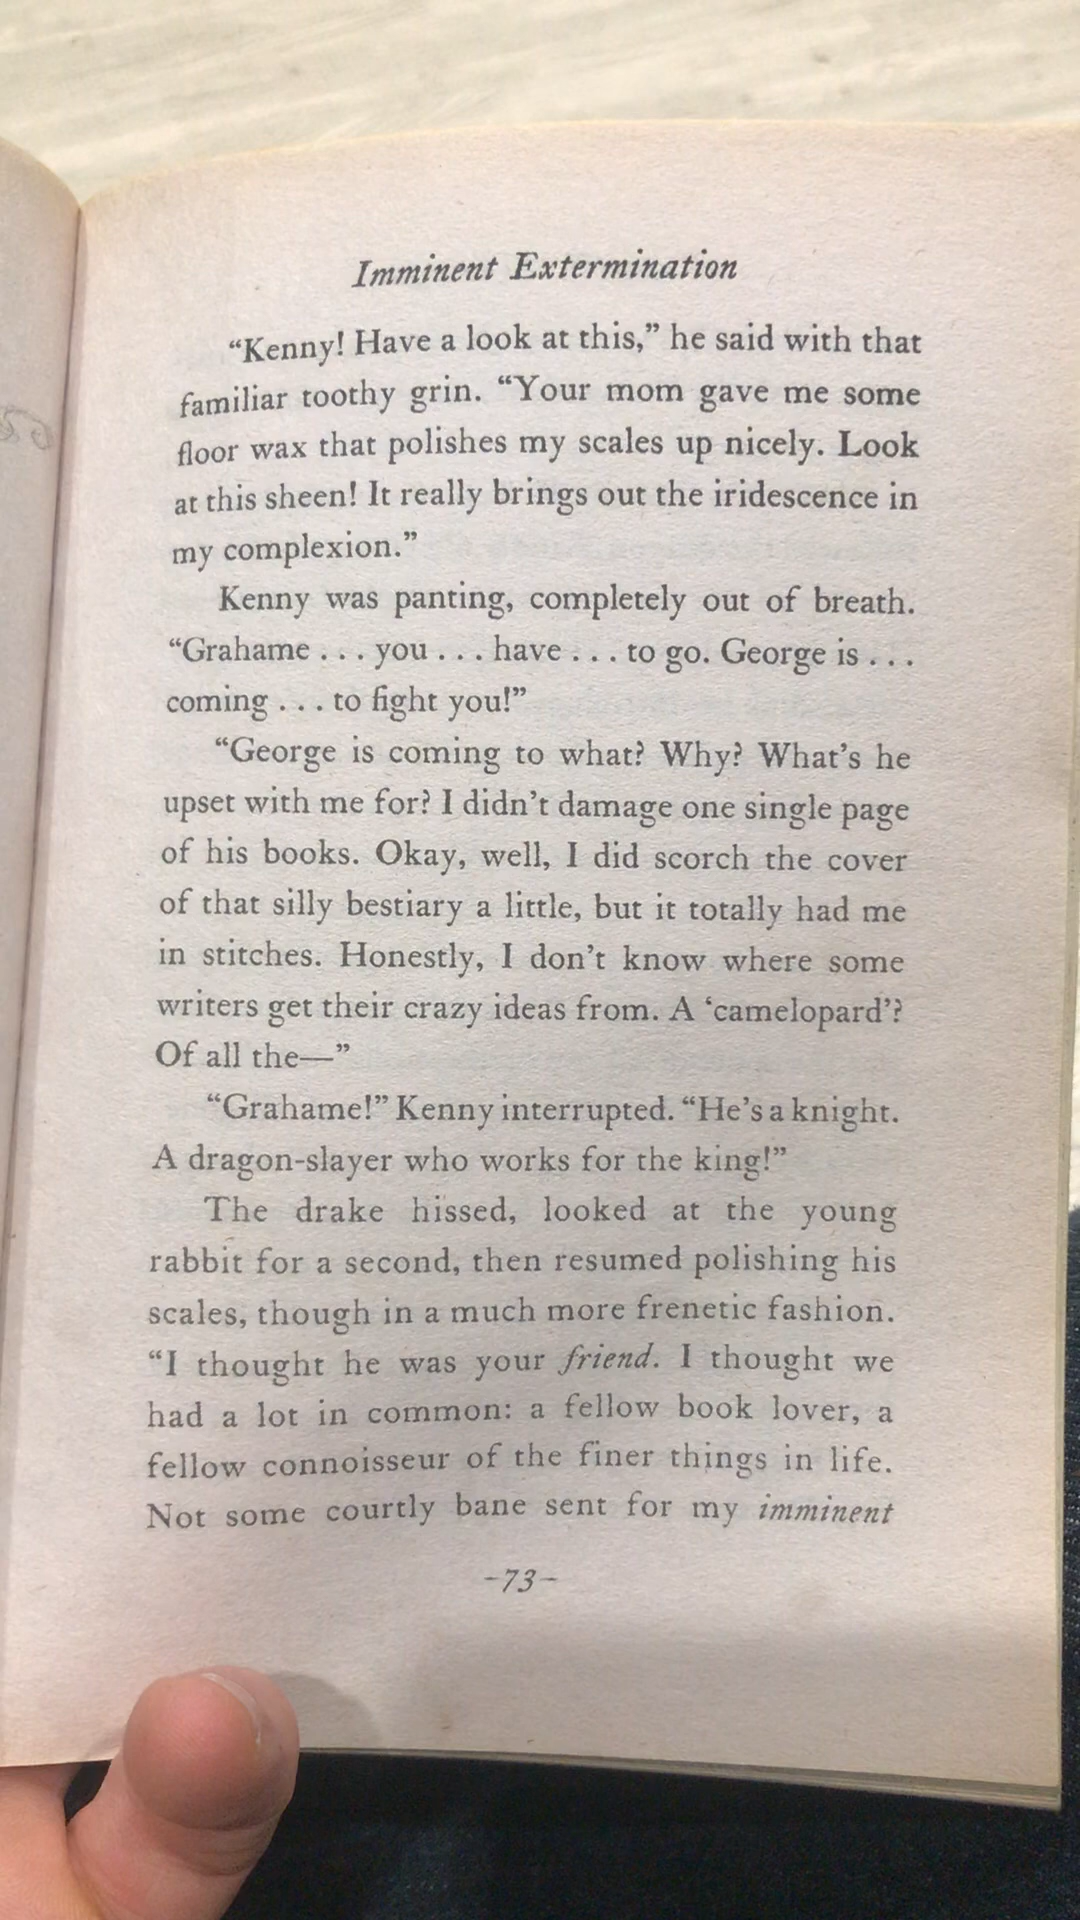 Imminent Extermination
“Kenny! Have a look at this,” he said with that
familiar toothy grin. “Your mom gave me some
floor wax that polishes my scales up nicely. Look
at this sheen! It really brings out the iridescence in
my complexion.”
Kenny was panting, completely out of breath.
“Grahame . . . you . . . have . . . to go. George is . . .
coming . . . to fight you!”
“George is coming to what? Why? What’s he
upset with me for? I didn’t damage one single page
of his books. Okay, well, I did scorch the cover
of that silly bestiary a little, but it totally had me
in stitches. Honestly, I don’t know where some
writers get their crazy ideas from. A ‘camelopard’?
Of all the—”
“Grahame!” Kenny interrupted. “He’s a knight.
A dragon-slayer who works for the king!”
The drake hissed, looked at the young
rabbit for a second, then resumed polishing his
scales, though in a much more frenetic fashion.
“I thought he was your friend. I thought we
had a lot in common: a fellow book lover, a
fellow connoisseur of the finer things in life.
Not some courtly bane sent for my imminent
-73-